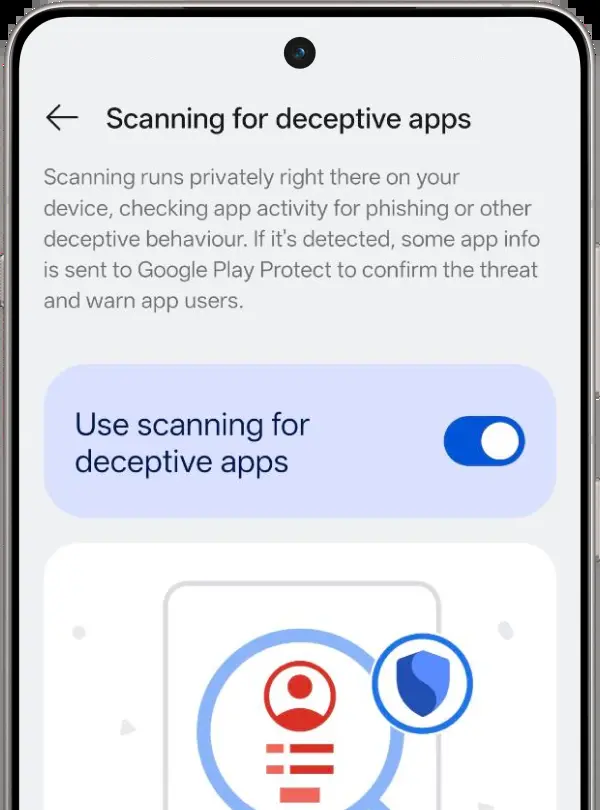 Scanning for deceptive apps
Scanning runs privately right there on your
device, checking app activity for phishing or other
deceptive behaviour. If it's detected, some app info
is sent to Google Play Protect to confirm the threat
and warn app users.
Use scanning for
deceptive apps